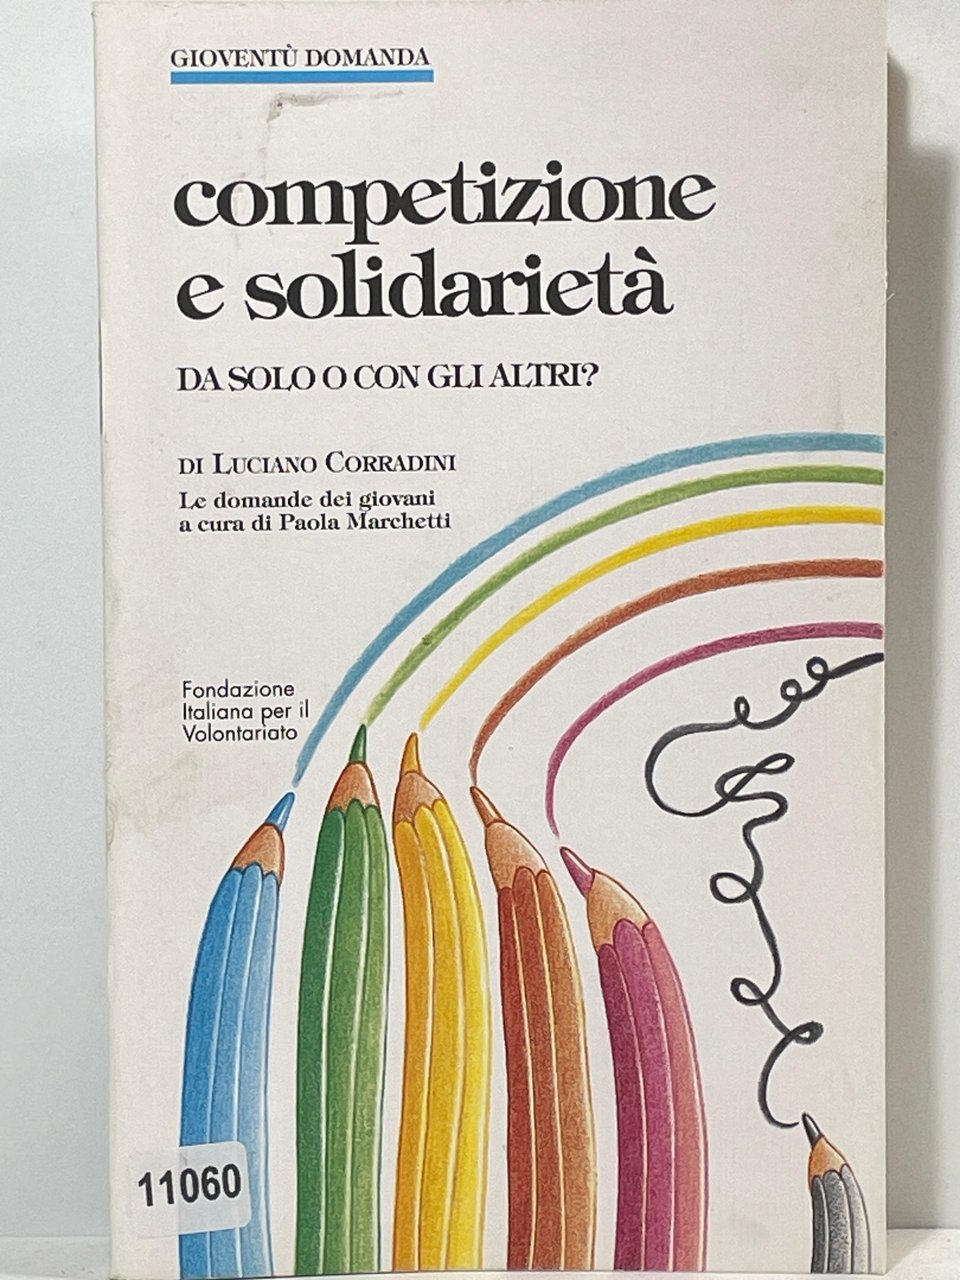 GIOVENTÙ DOMANDA
competizione
e solidarietà
DA SOLO O CON GLI ALTRI?
DI LUCIANO CORRADINI
Le domande dei giovani
a cura di Paola Marchetti
Fondazione
Italiana per il
Volontariato
11060